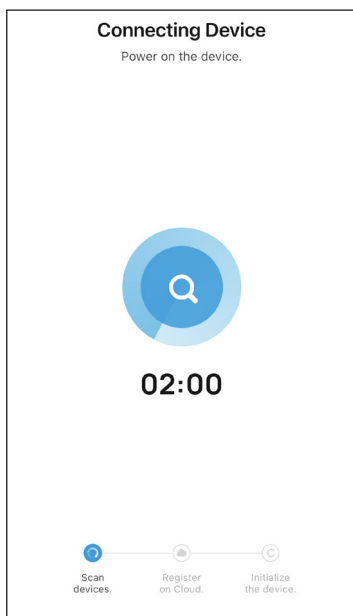 Connecting Device
Power on the device.
02:00
Scan
devices.
Register
on Cloud.
Initialize
the device.